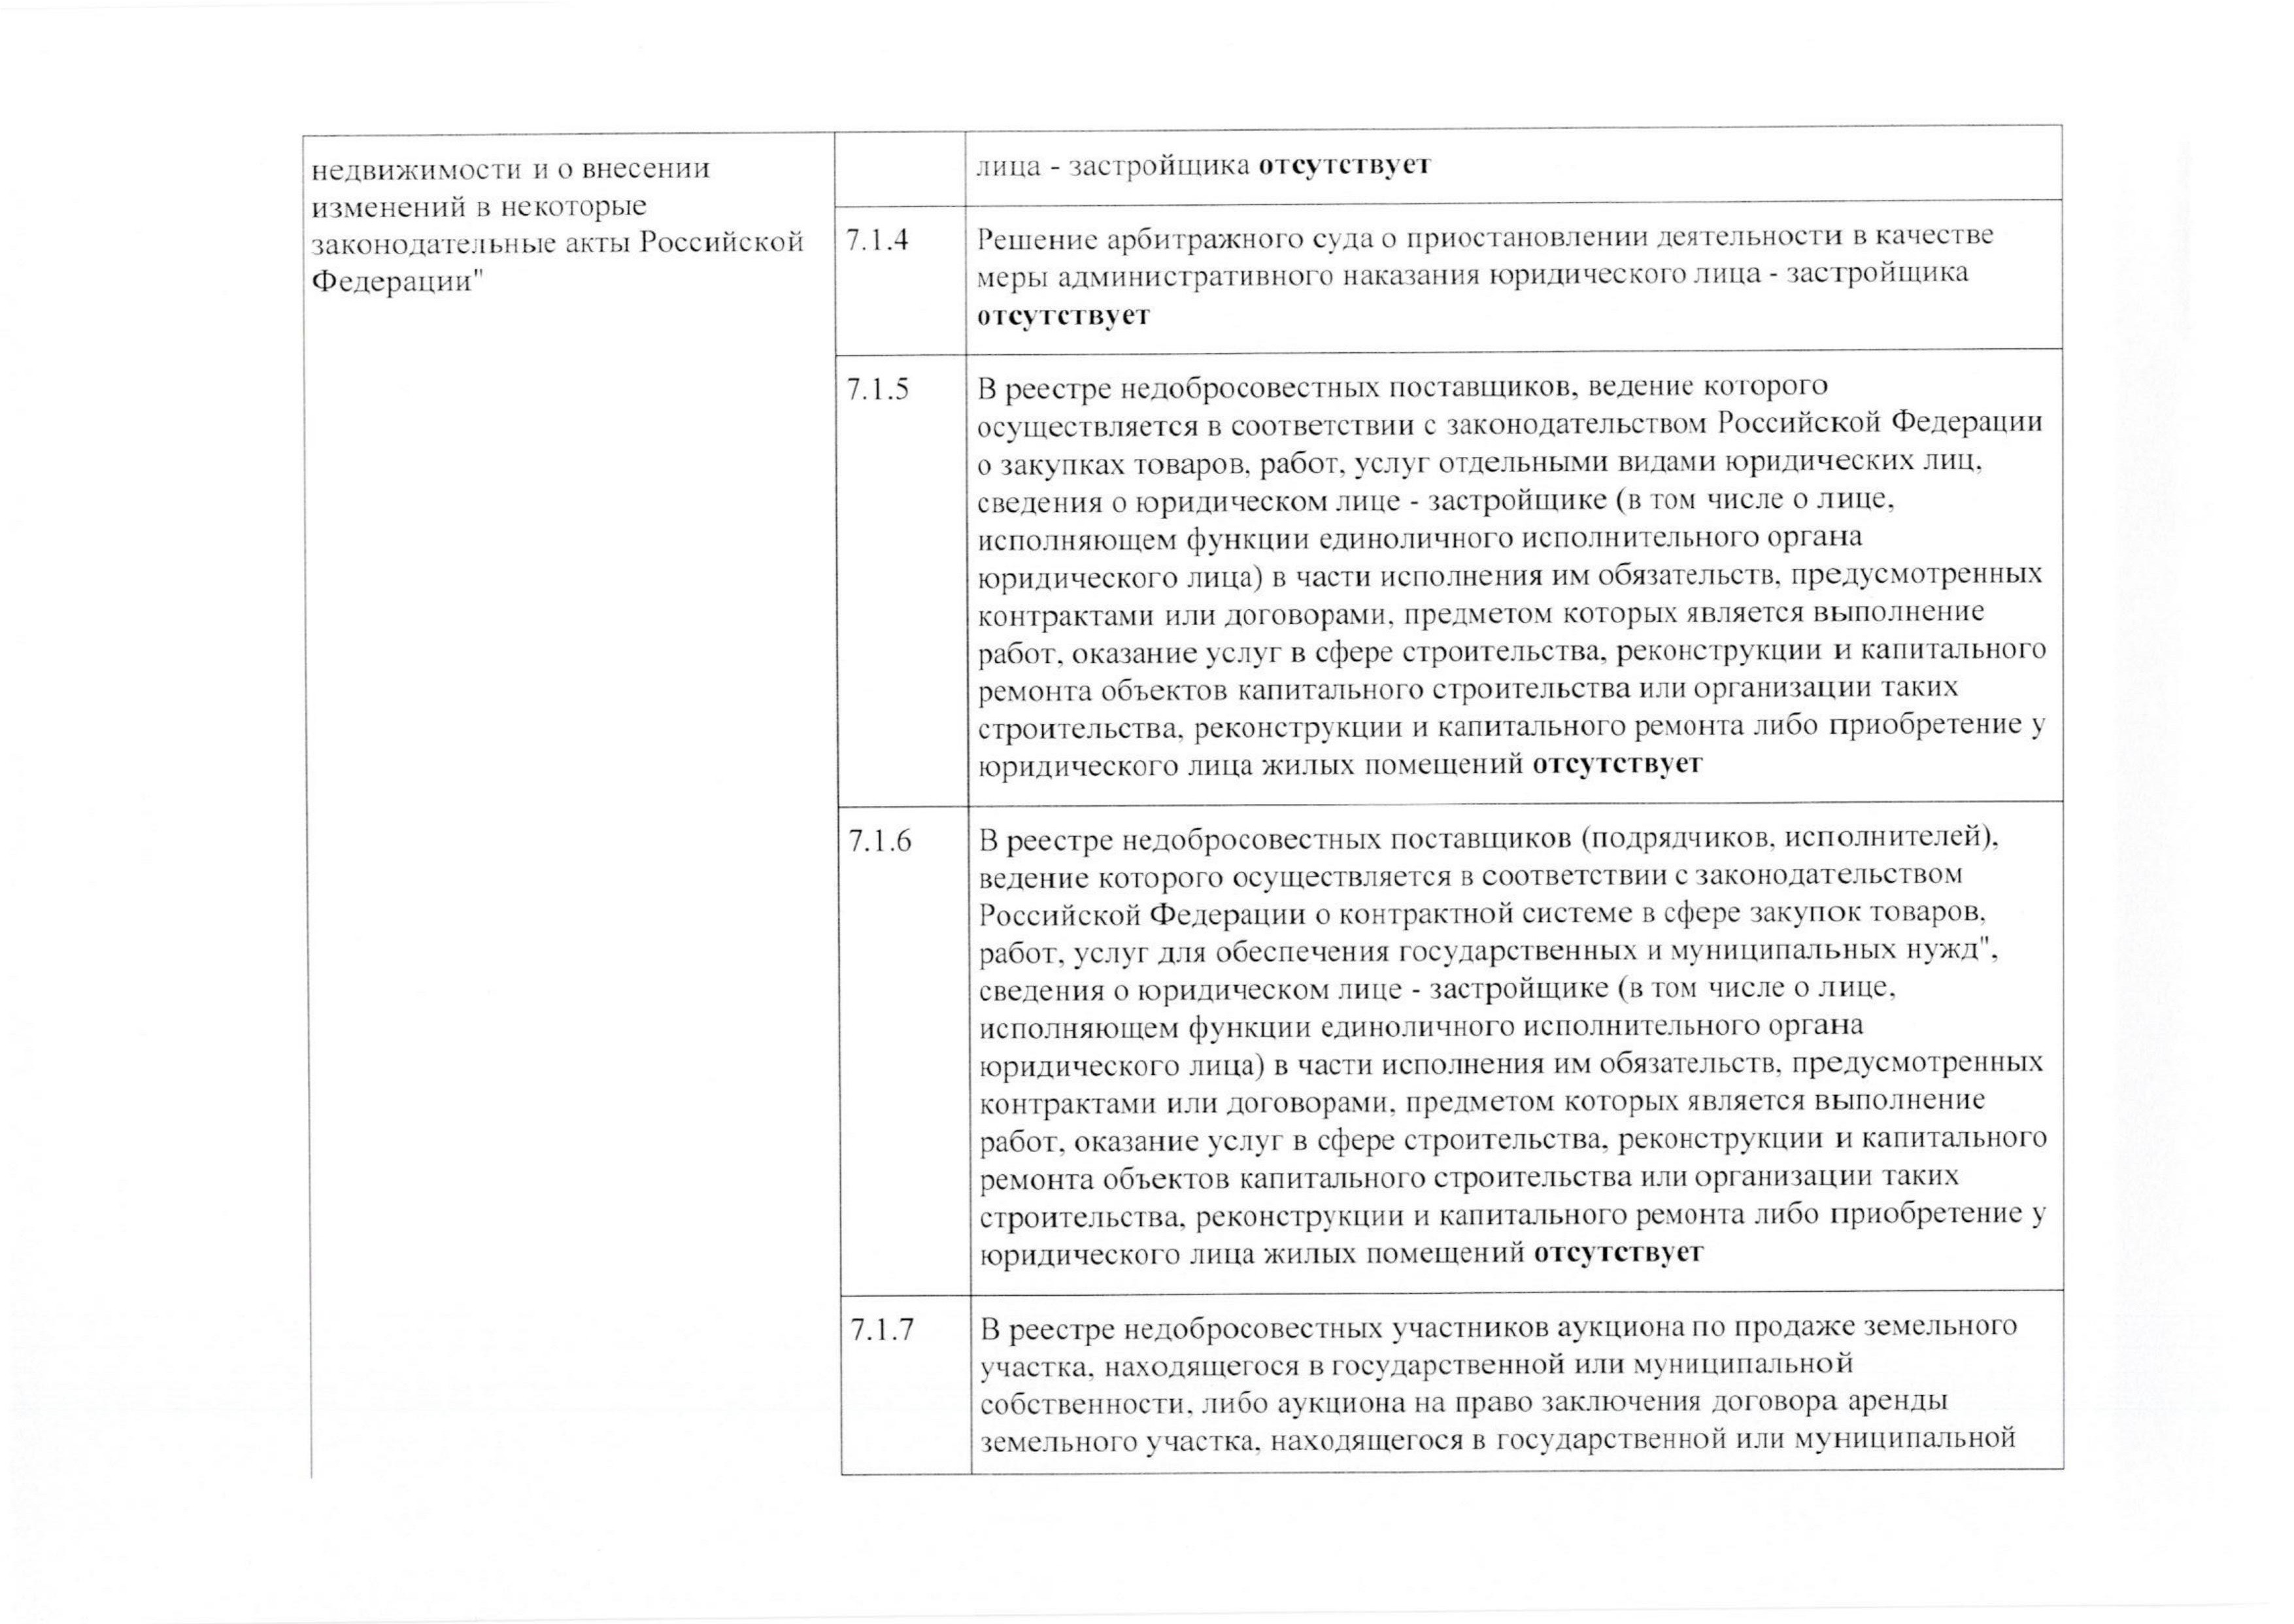 недвижимости и о внесении
изменений в некоторые
законодательные акты Российской
Федерации"
лица - застройщика отсутствует
7.1.4
Решение арбитражного суда о приостановлении деятельности в качестве
меры административного наказания юридического лица - застройщика
отсутствует
7.1.5
В реестре недобросовестных поставщиков, ведение которого
осуществляется в соответствии с законодательством Российской Федерации
о закупках товаров, работ, услуг отдельными видами юридических лиц,
сведения о юридическом лице - застройщике (в том числе о лице,
исполняющем функции единоличного исполнительного органа
юридического лица) в части исполнения им обязательств, предусмотренных
контрактами или договорами, предметом которых является выполнение
работ, оказание услуг в сфере строительства, реконструкции и капитального
ремонта объектов капитального строительства или организации таких
строительства, реконструкции и капитального ремонта либо приобретение у
юридического лица жилых помещений отсутствует
7.1.6
В реестре недобросовестных поставщиков (подрядчиков, исполнителей),
ведение которого осуществляется в соответствии с законодательством
Российской Федерации о контрактной системе в сфере закупок товаров,
работ, услуг для обеспечения государственных и муниципальных нужд",
сведения о юридическом лице - застройщике (в том числе о лице,
исполняющем функции единоличного исполнительного органа
юридического лица) в части исполнения им обязательств, предусмотренных
контрактами или договорами, предметом которых является выполнение
работ, оказание услуг в сфере строительства, реконструкции и капитального
ремонта объектов капитального строительства или организации таких
строительства, реконструкции и капитального ремонта либо приобретение у
юридического лица жилых помещений отсутствует
7.1.7
В реестре недобросовестных участников аукциона по продаже земельного
участка, находящегося в государственной или муниципальной
собственности, либо аукциона на право заключения договора аренды
земельного участка, находящегося в государственной или муниципальной